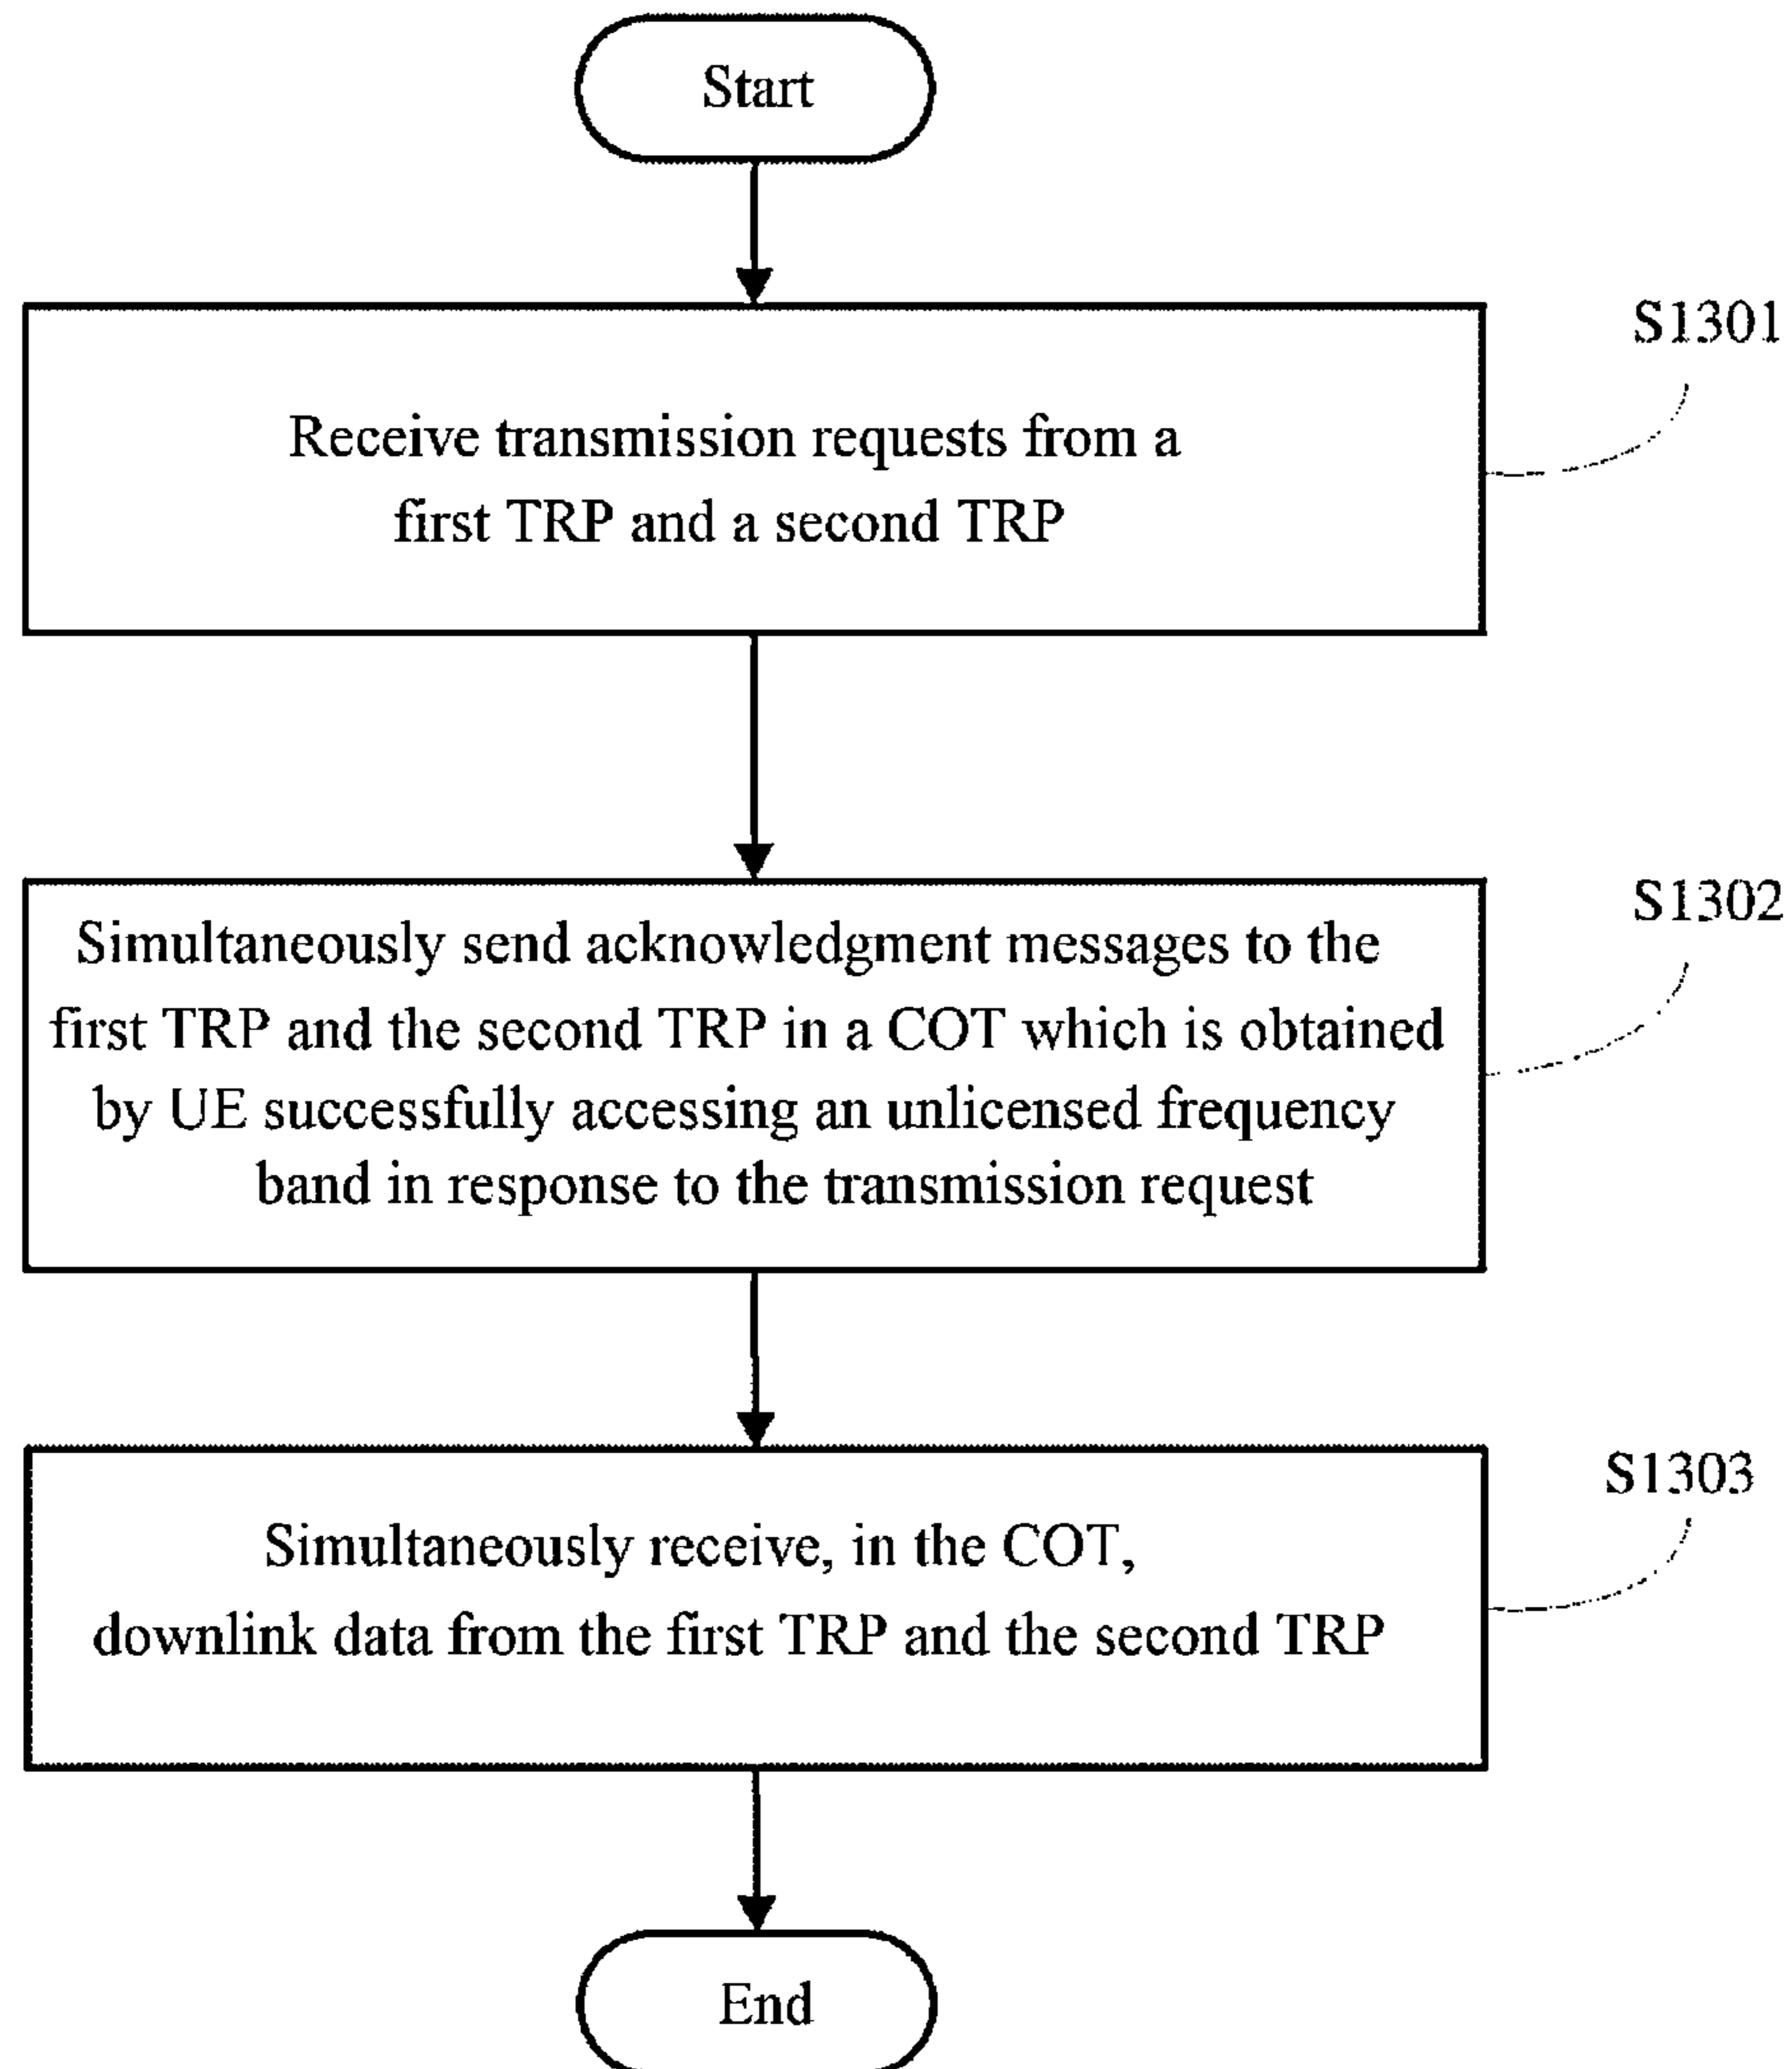 Start
S1301
Receive transmission requests from a
first TRP and a second TRP
S1302
Simultaneously send acknowledgment messages to the
first TRP and the second TRP in a COT which is obtained
by UE successfully accessing an unlicensed frequency
band in response to the transmission request
S1303
Simultaneously receive, in the COT,
downlink data from the first TRP and the second TRP
End